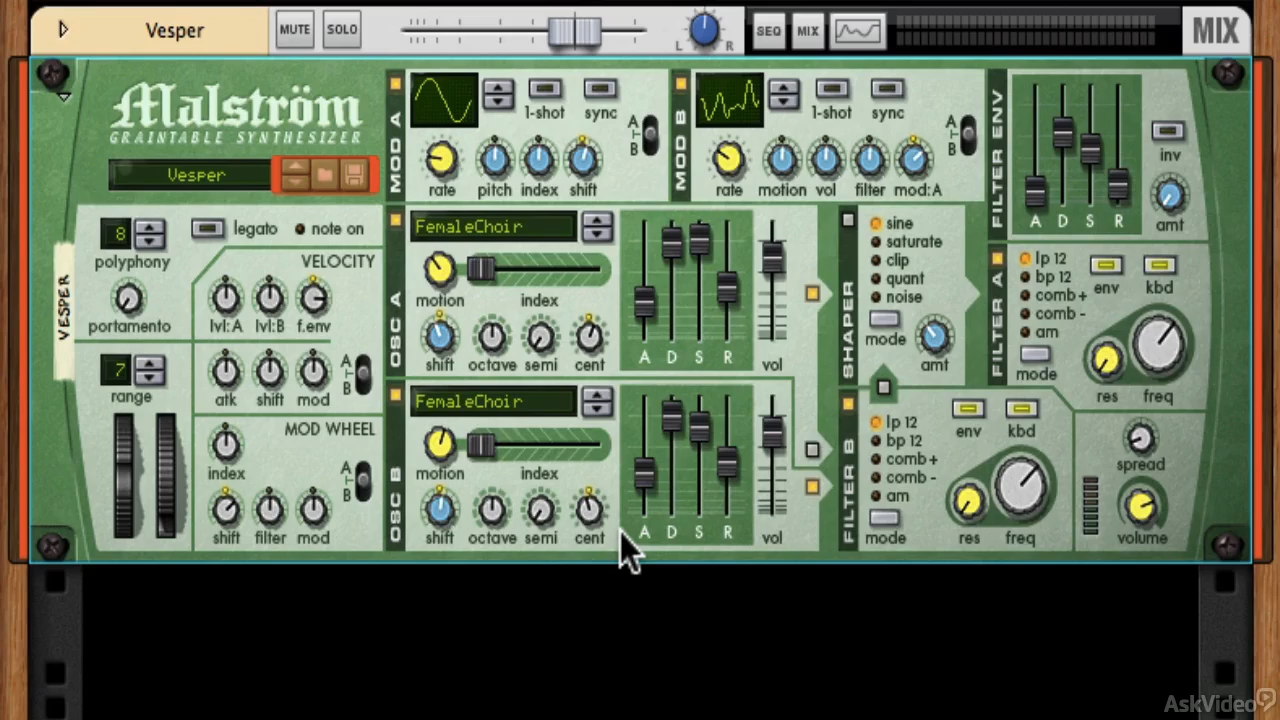 Vesper
MUTE
SOLO
L R
SEQ
MIX
MIX
Malström
GRAINTABLE SYNTHESIZER
Vesper
VESPER
8
polyphony
legato
note on
portamento
VELOCITY
lvl:A
lvl:B
f.env
7
range
atk
shift
mod
A
B
MOD WHEEL
index
A
B
shift
filter
mod
MOD A
1-shot
sync
A
B
rate
pitch
index
shift
MOD B
1-shot
sync
A
B
rate
motion
vol
filter
mod:A
FILTER ENV
inv
A D S R
amt
OSC A
FemaleChoir
motion
index
shift
octave
semi
cent
A D S R
vol
OSC B
FemaleChoir
motion
index
shift
octave
semi
cent
A D S R
vol
SHAPER
sine
saturate
clip
quant
noise
mode
amt
FILTER A
lp 12
bp 12
comb +
comb -
am
mode
env
kbd
res
freq
FILTER B
lp 12
bp 12
comb +
comb -
am
mode
env
kbd
res
freq
spread
volume
AskVideo